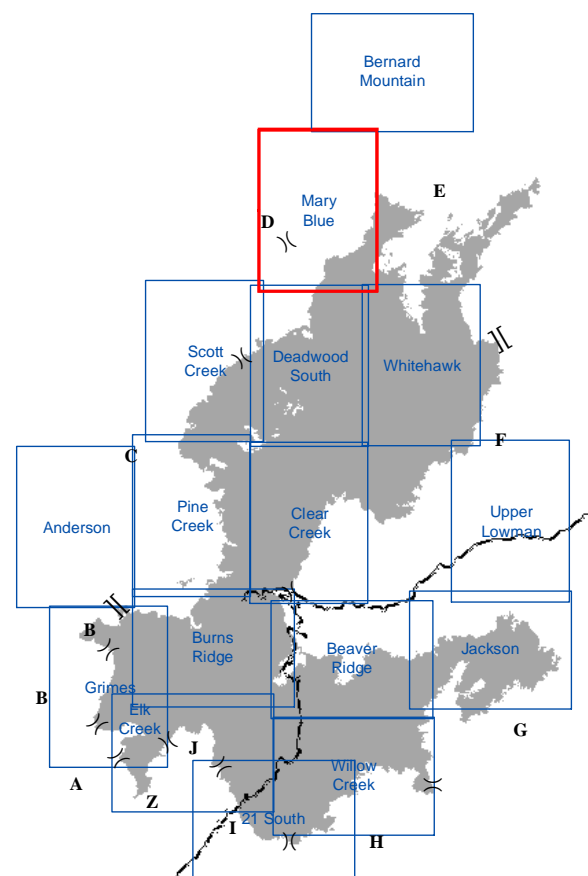 Bernard
Mountain
E
Mary
Blue
D
Scott
Creek
Deadwood
South
Whitehawk
][
F
C
Pine
Creek
Anderson
Clear
Creek
Upper
Lowman
][
B
Burns
Ridge
Beaver
Ridge
Jackson
B
Grimes
Elk
Creek
G
J
A
Willow
Creek
Z
I
21 South
H